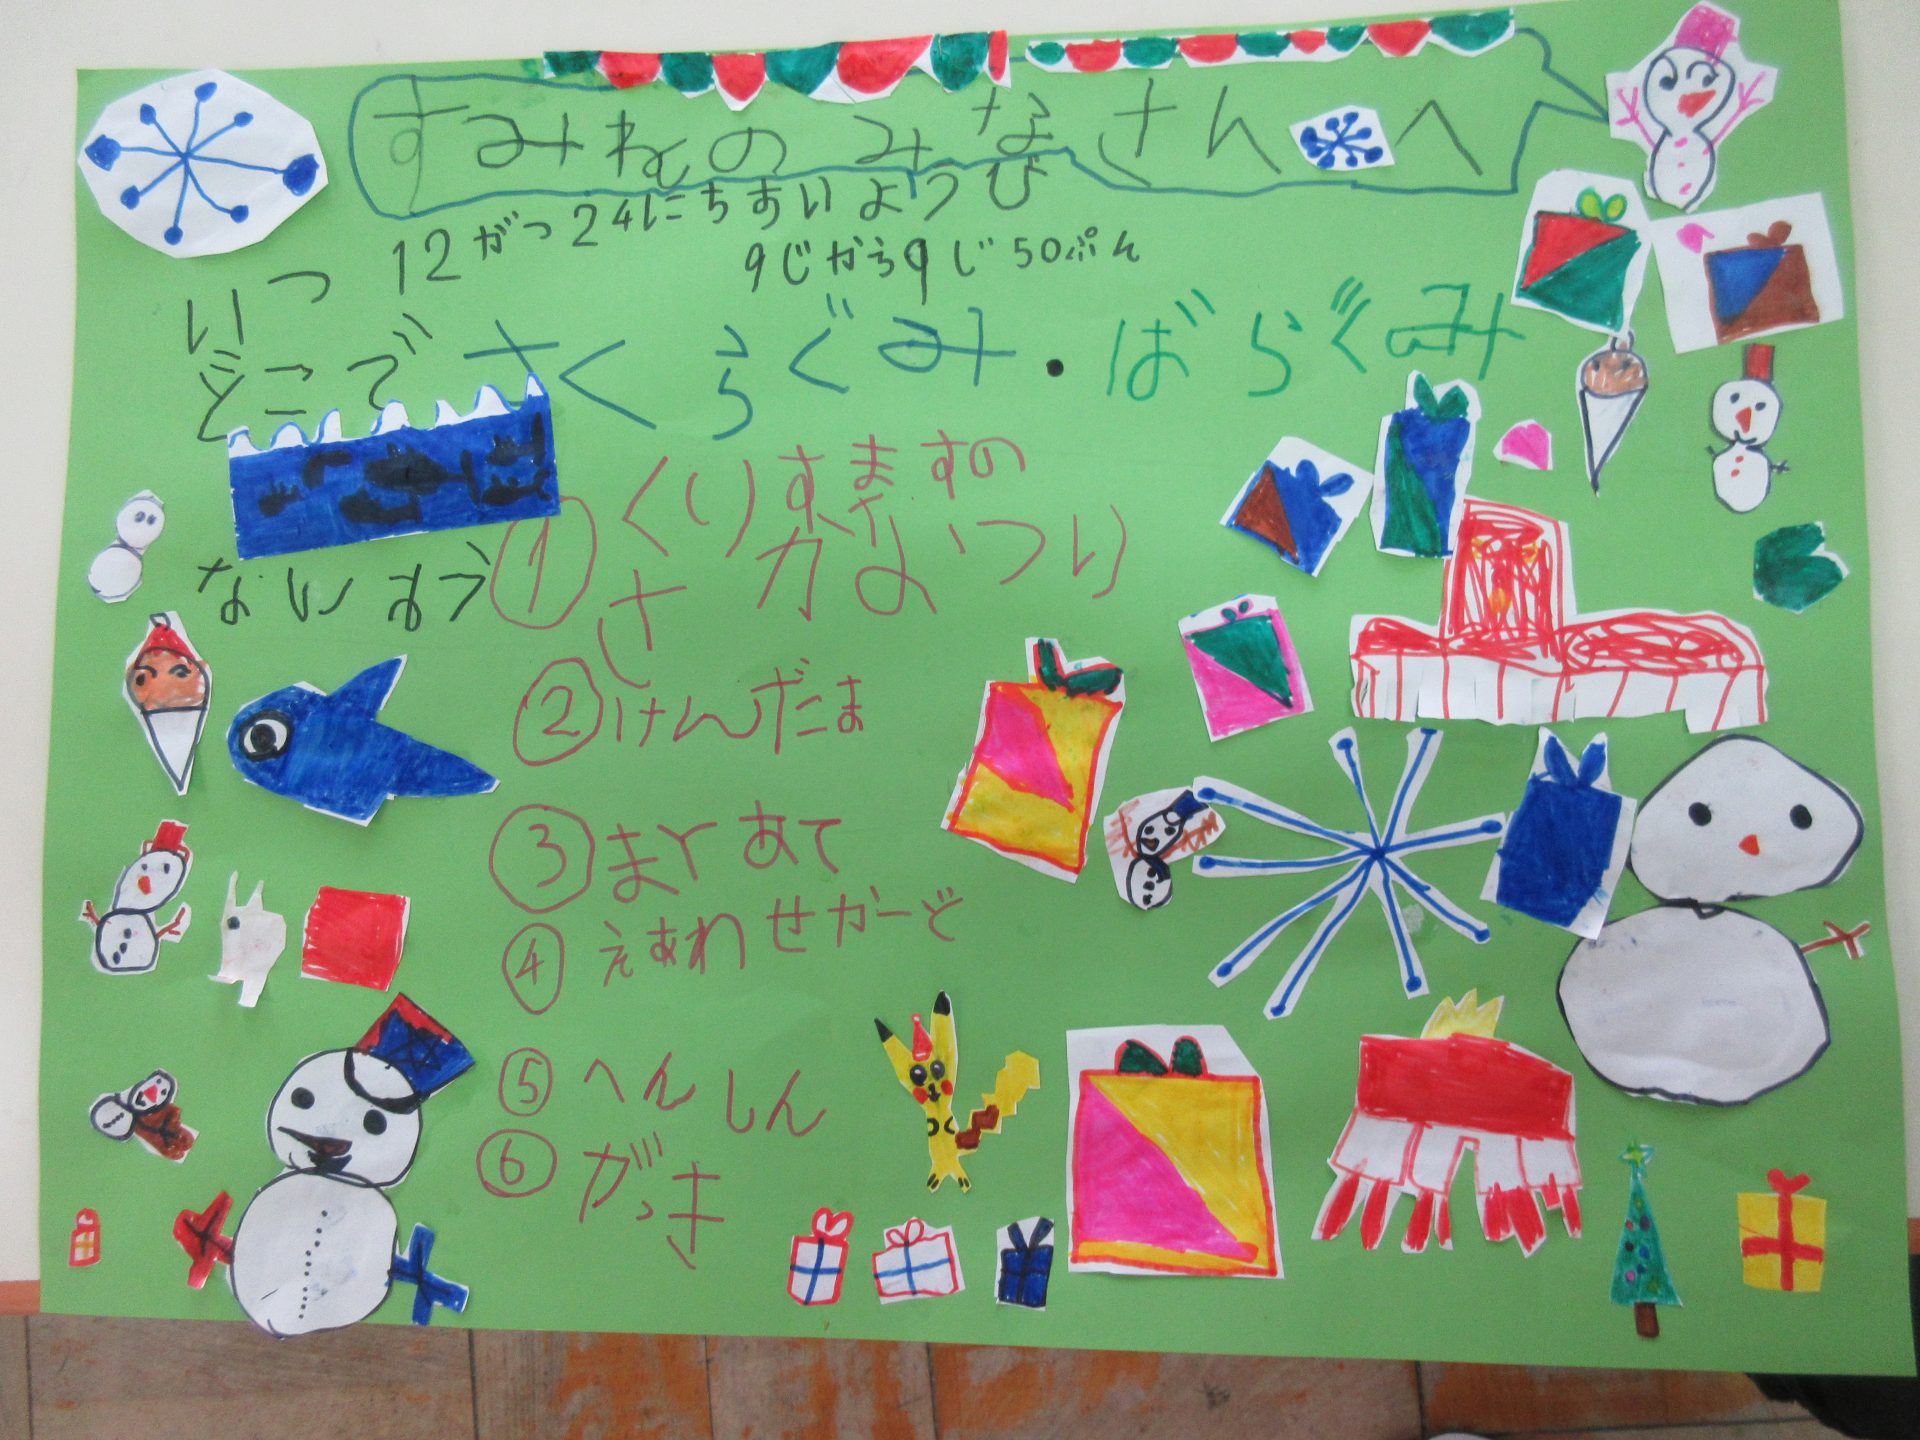 すみれのみなさんへ
いつ 12がつ24にちすいようび
9じから9じ50ぷん
どこで さくらぐみ・ばらぐみ
なにする ①くりすますの
さかなつり
②けんだま
③まとあて
④えあわせかーど
⑤へんしん
⑥がっき